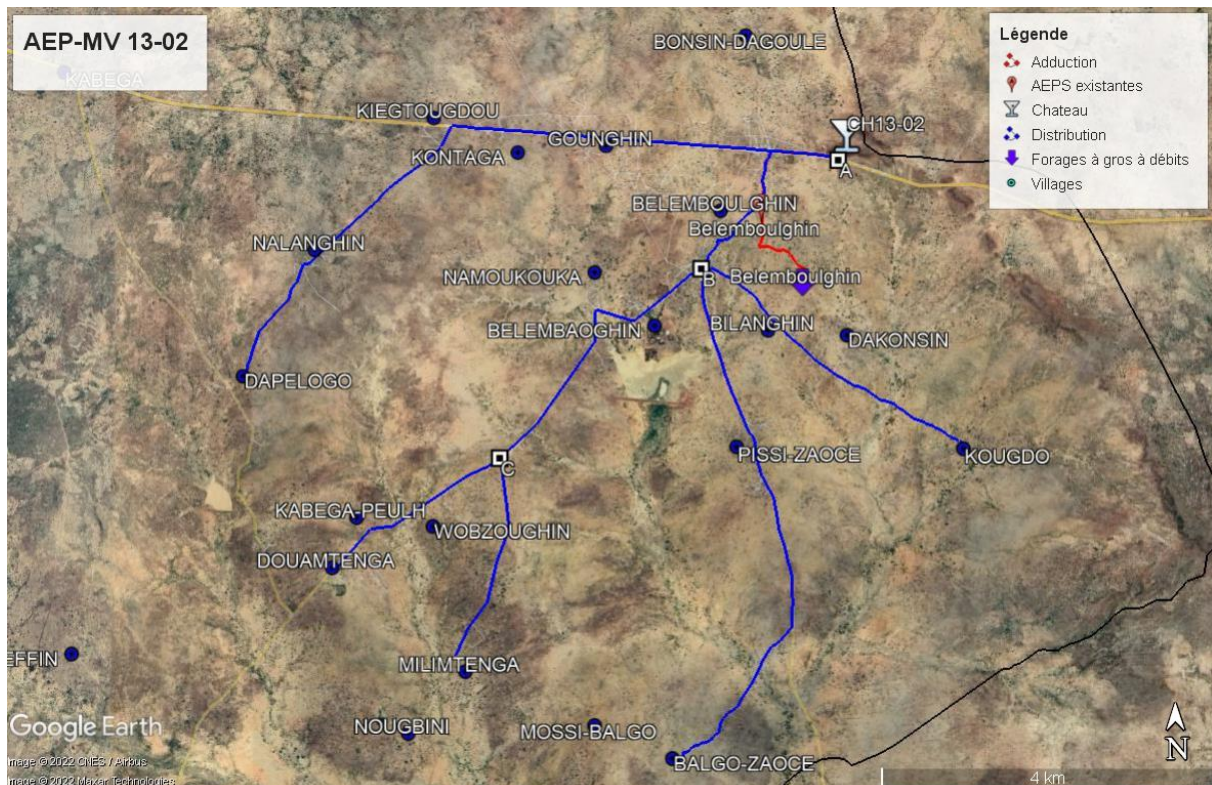 AEP-MV 13-02
BONSIN-DAGOULE
Légende
Adduction
AEPS existantes
Chateau
Distribution
Forages à gros à débits
Villages
KABEGA
KIEGTOUGDOU
CH13-02
GOUNGHIN
KONTAGA
A
BELEMBOULGHIN
Belemboulghin
NALANGHIN
NAMOUKOUKA
B
Belemboulghin
BELEMBAOGHIN
BILANGHIN
DAKONSIN
DAPELOGO
PISSI-ZAOCE
KOUGDO
C
KABEGA-PEULH
WOBZOUGHIN
DOUAMTENGA
EFFIN
MILIMTENGA
NOUGBINI
MOSSI-BALGO
BALGO-ZAOCE
Google Earth
N
Image © 2022 CNES / Airbus
Image © 2022 Maxar Technologies
4 km